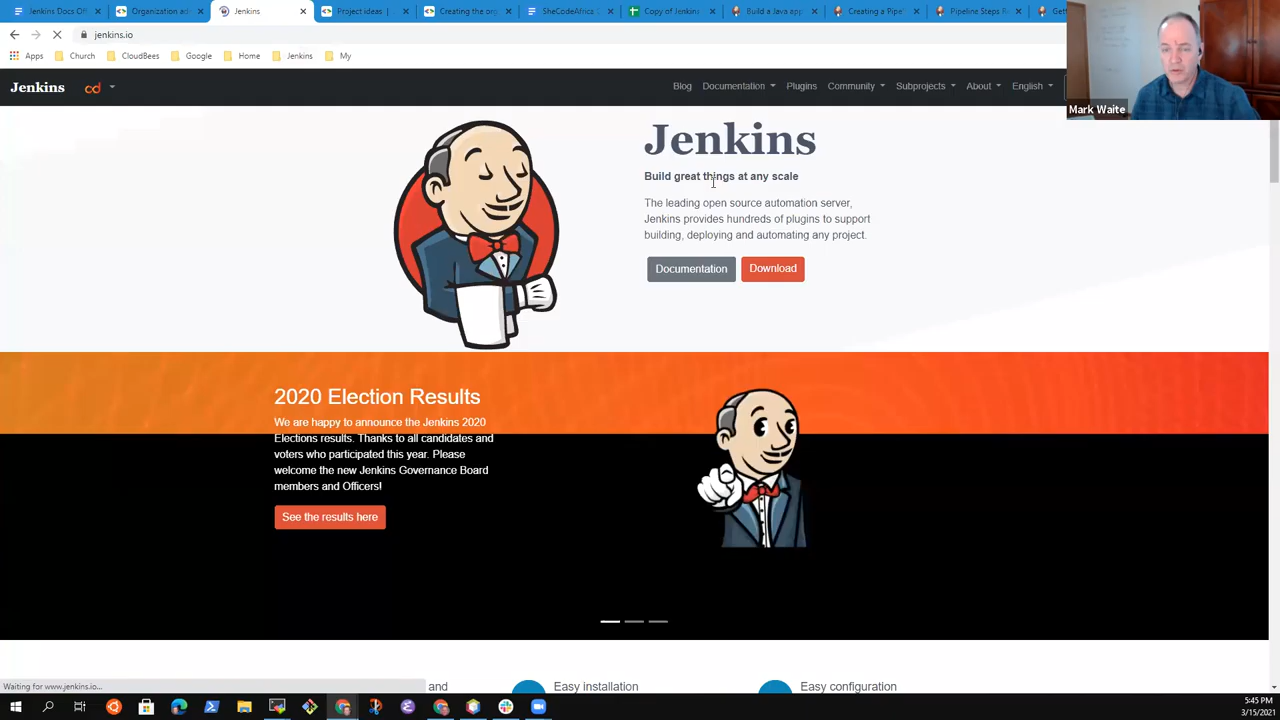 Jenkins Docs Off
Organization adm
Jenkins
Project ideas |
Creating the org
SheCodeAfrica
Copy of Jenkins
Build a Java app
Creating a 'Pipe
Pipeline Steps R
Get
jenkins.io
Apps
Church
CloudBees
Google
Home
Jenkins
My
Jenkins
cd
Blog
Documentation
Plugins
Community
Subprojects
About
English
Mark Waite
Jenkins
Build great things at any scale
The leading open source automation server,
Jenkins provides hundreds of plugins to support
building, deploying and automating any project.
Documentation
Download
2020 Election Results
We are happy to announce the Jenkins 2020
Elections results. Thanks to all candidates and
voters who participated this year. Please
welcome the new Jenkins Governance Board
members and Officers!
See the results here
Waiting for www.jenkins.io...
and
Easy installation
Easy configuration
5:45 PM
3/15/2021